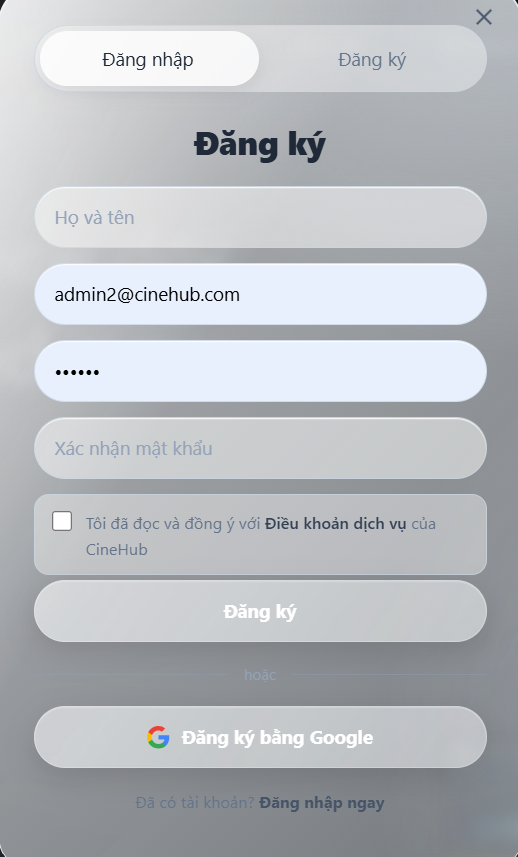 Đăng nhập
Đăng ký
Đăng ký
Họ và tên
admin2@cinehub.com
••••••
Xác nhận mật khẩu
Tôi đã đọc và đồng ý với Điều khoản dịch vụ của
CineHub
Đăng ký
hoặc
Đăng ký bằng Google
Đã có tài khoản? Đăng nhập ngay